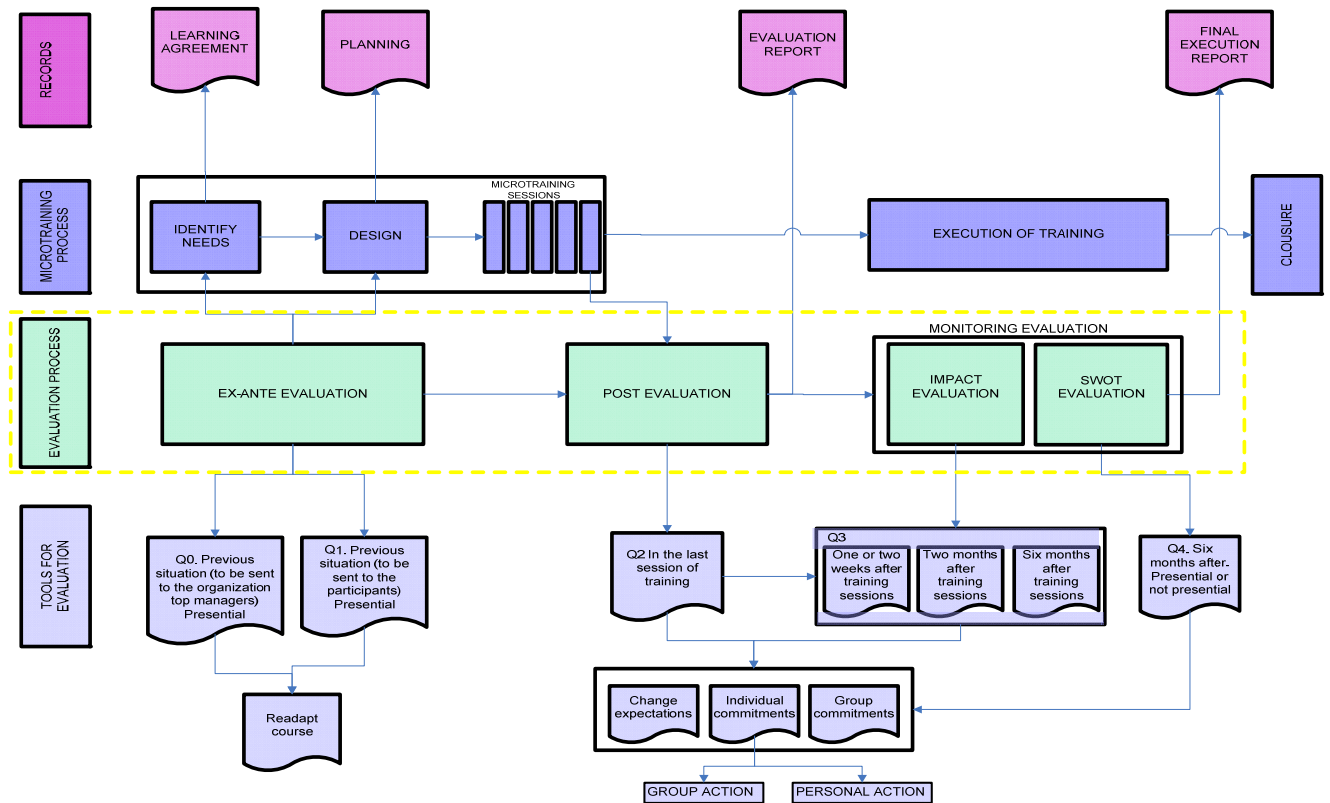 RECORDS
LEARNING
AGREEMENT
PLANNING
EVALUATION
REPORT
FINAL
EXECUTION
REPORT
MICROTRAINING
PROCESS
IDENTIFY
NEEDS
DESIGN
MICROTRAINING
SESSIONS
EXECUTION OF TRAINING
CLOUSURE
EVALUATION PROCESS
EX-ANTE EVALUATION
POST EVALUATION
MONITORING EVALUATION
IMPACT
EVALUATION
SWOT
EVALUATION
TOOLS FOR
EVALUATION
Q0. Previous
situation (to be sent
to the organization
top managers)
Presential
Q1. Previous
situation (to be
sent to the
participants)
Presential
Q2 In the last
session of
training
Q3
One or two
weeks after
training
sessions
Two months
after
training
sessions
Six months
after
training
sessions
Q4. Six
months after-
Presential or
not presential
Readapt
course
Change
expectations
Individual
commitments
Group
commitments
GROUP ACTION
PERSONAL ACTION